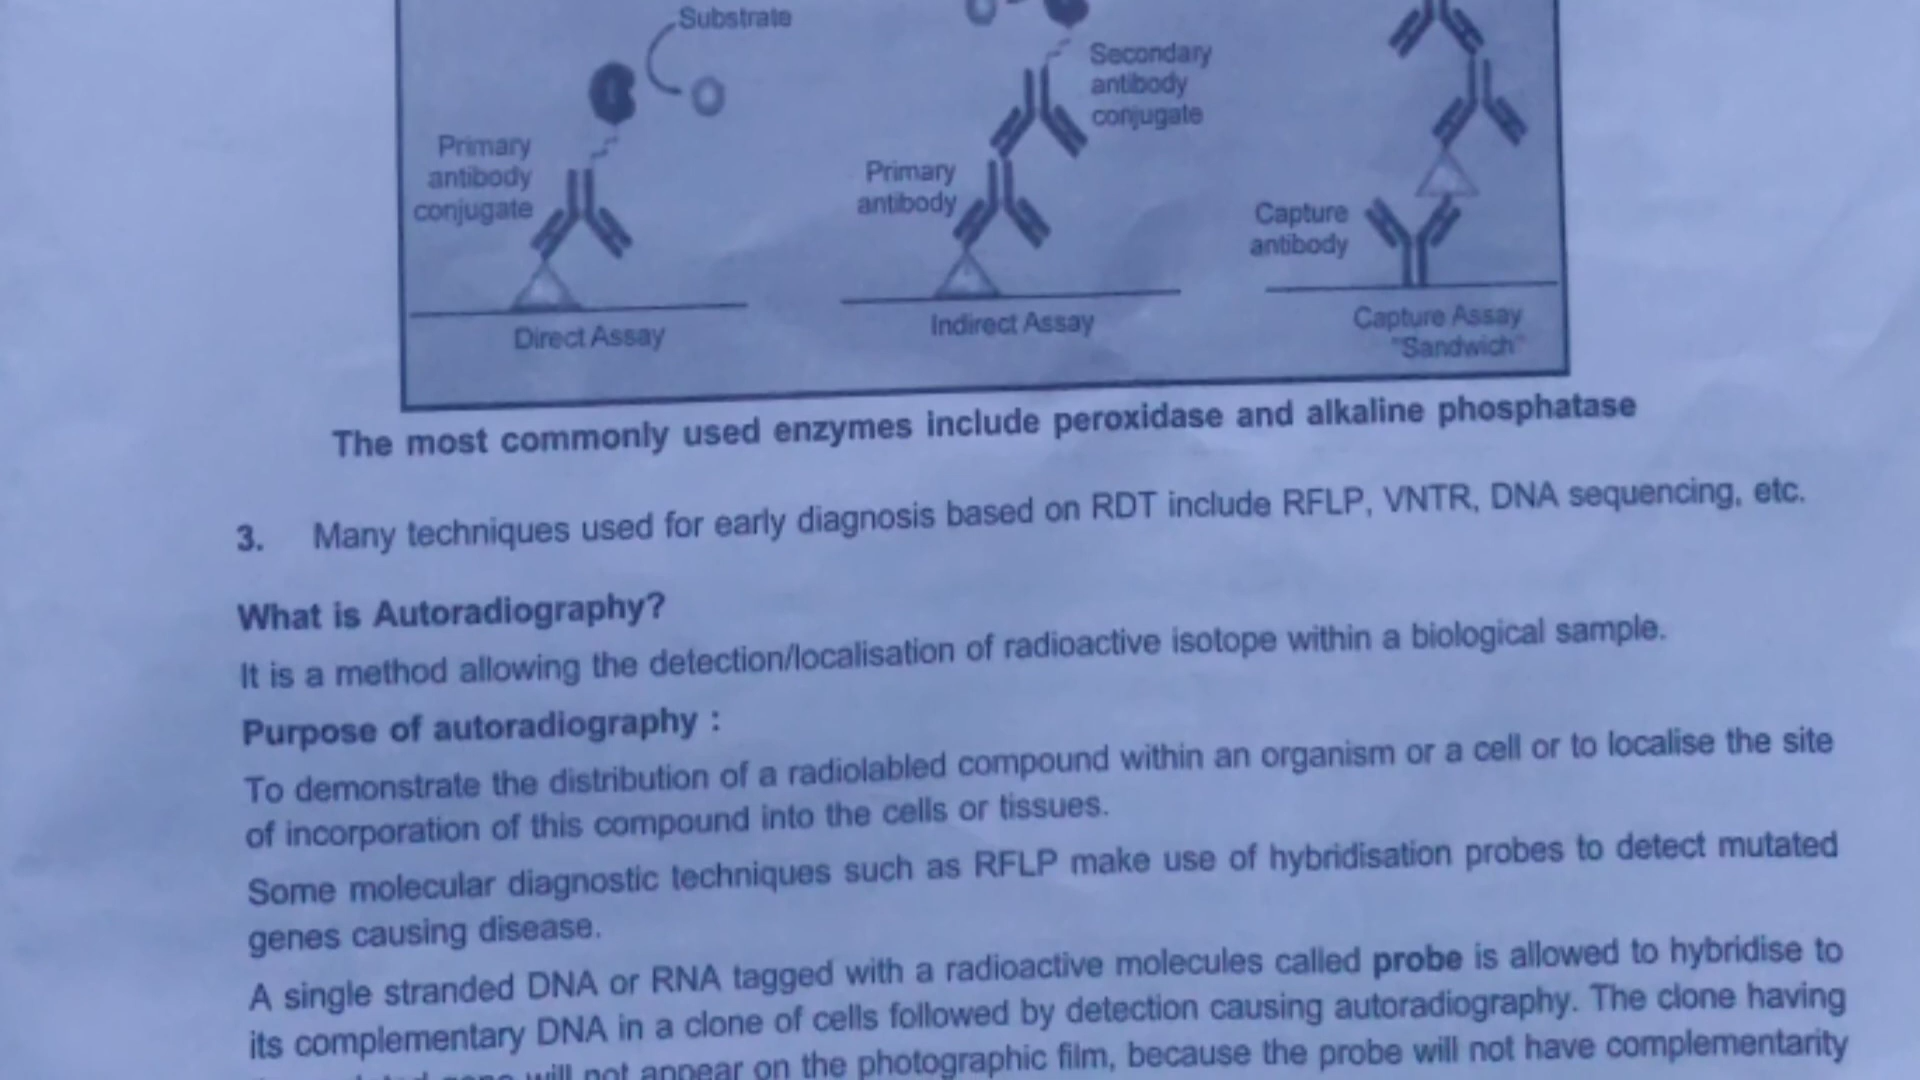 Substrate
Primary
antibody
conjugate
Direct Assay
Secondary
antibody
conjugate
Primary
antibody
Indirect Assay
Capture
antibody
Capture Assay
"Sandwich"
The most commonly used enzymes include peroxidase and alkaline phosphatase
3. Many techniques used for early diagnosis based on RDT include RFLP, VNTR, DNA sequencing, etc.
What is Autoradiography?
It is a method allowing the detection/localisation of radioactive isotope within a biological sample.
Purpose of autoradiography :
To demonstrate the distribution of a radiolabled compound within an organism or a cell or to localise the site
of incorporation of this compound into the cells or tissues.
Some molecular diagnostic techniques such as RFLP make use of hybridisation probes to detect mutated
genes causing disease.
A single stranded DNA or RNA tagged with a radioactive molecules called probe is allowed to hybridise to
its complementary DNA in a clone of cells followed by detection causing autoradiography. The clone having
will not appear on the photographic film, because the probe will not have complementarity